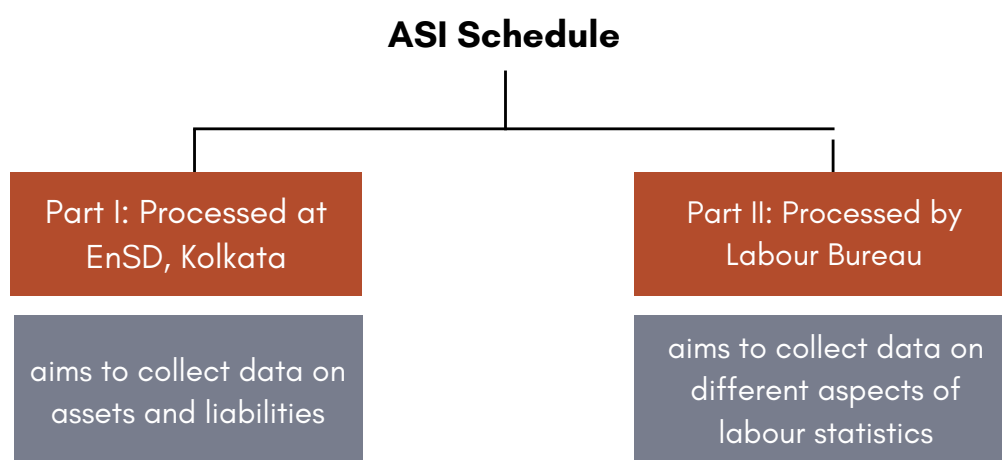 ASI Schedule
Part I: Processed at
EnSD, Kolkata
aims to collect data on
assets and liabilities
Part II: Processed by
Labour Bureau
aims to collect data on
different aspects of
labour statistics